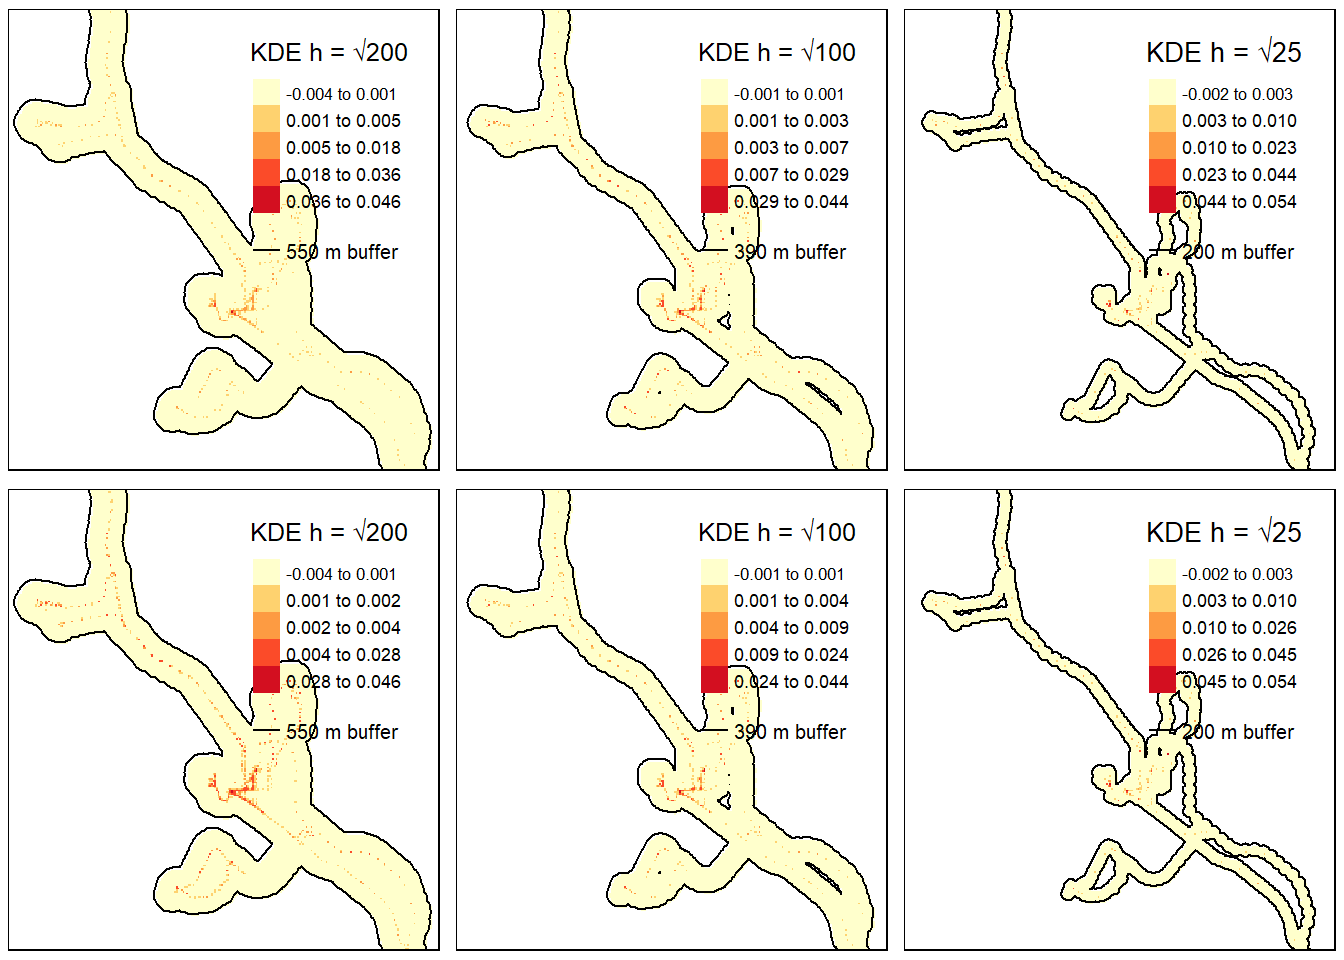 KDE h = √200
-0.004 to 0.001
0.001 to 0.005
0.005 to 0.018
0.018 to 0.036
0.036 to 0.046
550 m buffer
KDE h = √100
-0.001 to 0.001
0.001 to 0.003
0.003 to 0.007
0.007 to 0.029
0.029 to 0.044
390 m buffer
KDE h = √25
-0.002 to 0.003
0.003 to 0.010
0.010 to 0.023
0.023 to 0.044
0.044 to 0.054
200 m buffer
KDE h = √200
-0.004 to 0.001
0.001 to 0.002
0.002 to 0.004
0.004 to 0.028
0.028 to 0.046
550 m buffer
KDE h = √100
-0.001 to 0.001
0.001 to 0.004
0.004 to 0.009
0.009 to 0.024
0.024 to 0.044
390 m buffer
KDE h = √25
-0.002 to 0.003
0.003 to 0.010
0.010 to 0.026
0.026 to 0.045
0.045 to 0.054
200 m buffer